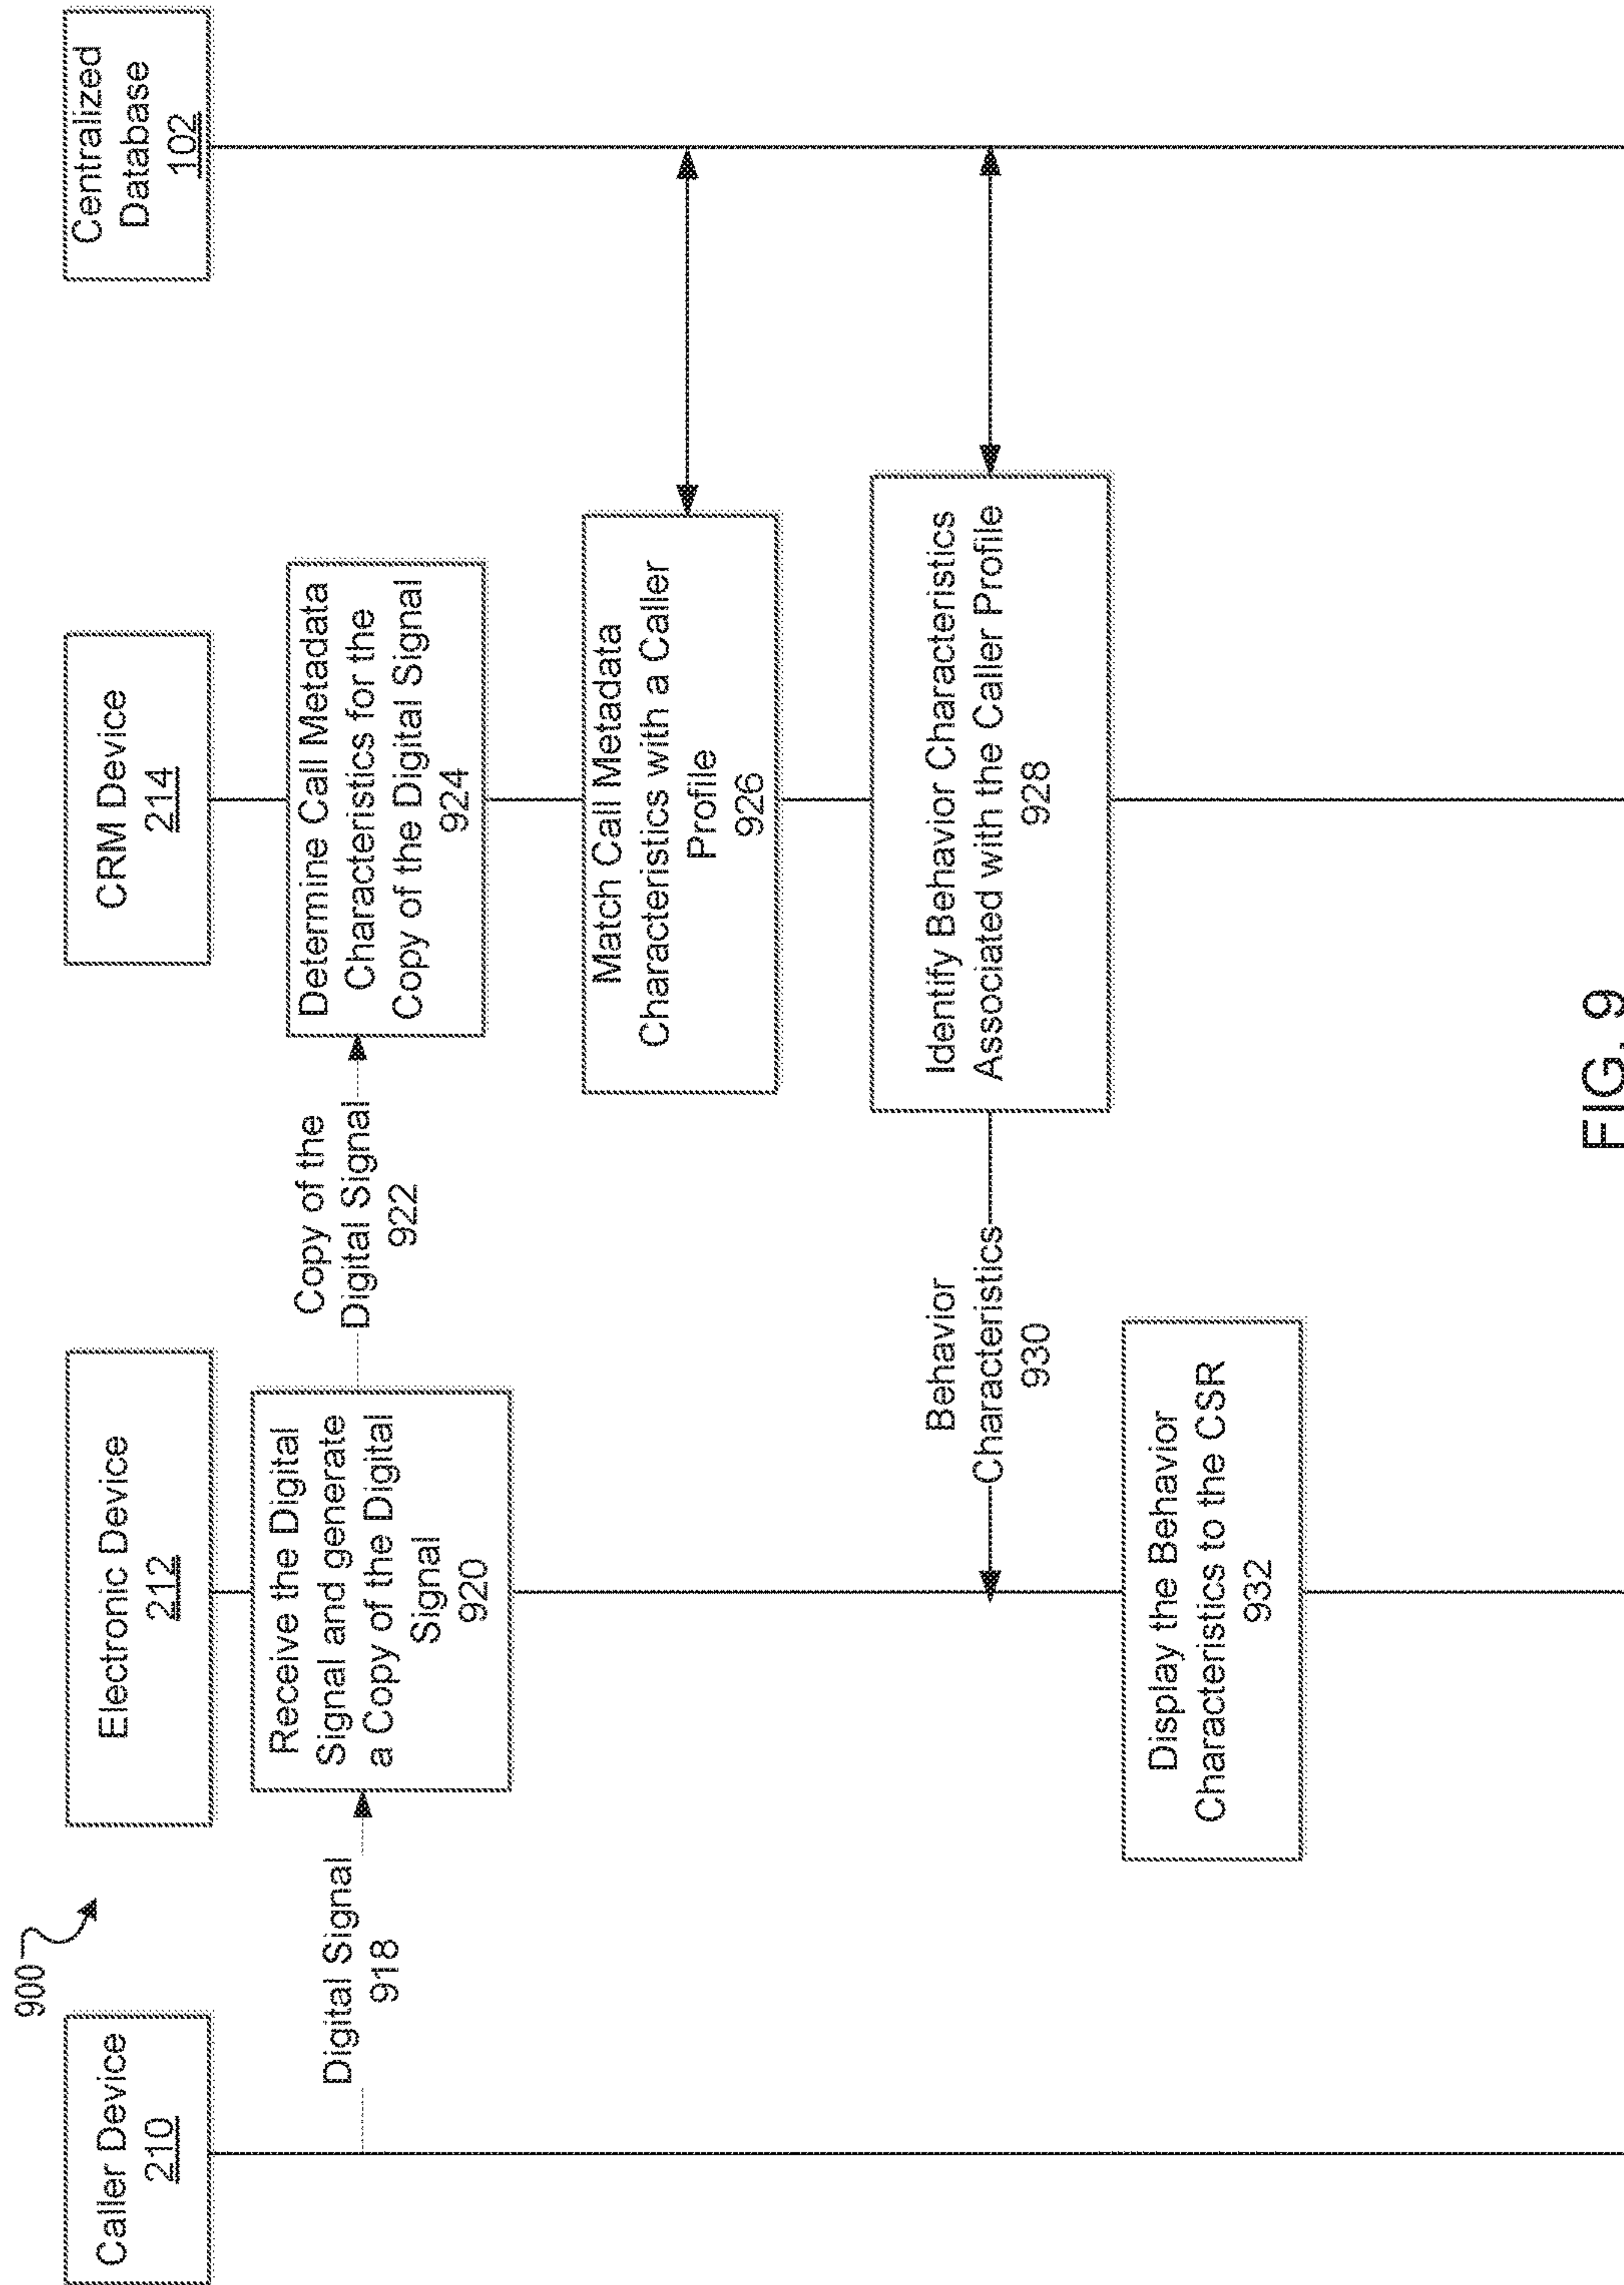 900
Caller Device
210
Electronic Device
212
CRM Device
214
Centralized
Database
102
Digital Signal
918
Receive the Digital
Signal and generate
a Copy of the Digital
Signal
920
Copy of the
Digital Signal
922
Determine Call Metadata
Characteristics for the
Copy of the Digital Signal
924
Match Call Metadata
Characteristics with a Caller
Profile
926
Identify Behavior Characteristics
Associated with the Caller Profile
928
Behavior
Characteristics
930
Display the Behavior
Characteristics to the CSR
932
FIG. 9